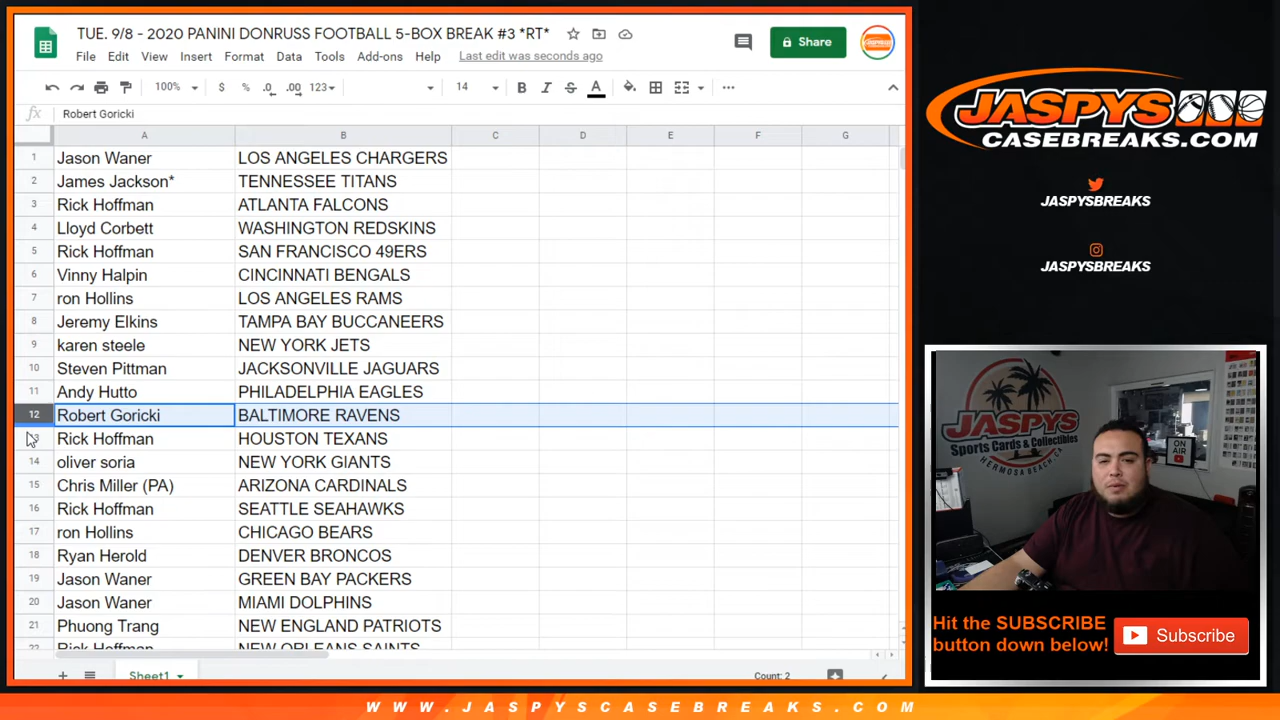 TUE. 9/8 - 2020 PANINI DONRUSS FOOTBALL 5-BOX BREAK #3 *RT*
File Edit View Insert Format Data Tools Add-ons Help Last edit was seconds ago
Share
100% $ % .0 .00 123 14 B I S A
fx Robert Goricki
A B C D E F G
1 Jason Waner LOS ANGELES CHARGERS
2 James Jackson* TENNESSEE TITANS
3 Rick Hoffman ATLANTA FALCONS
4 Lloyd Corbett WASHINGTON REDSKINS
5 Rick Hoffman SAN FRANCISCO 49ERS
6 Vinny Halpin CINCINNATI BENGALS
7 ron Hollins LOS ANGELES RAMS
8 Jeremy Elkins TAMPA BAY BUCCANEERS
9 karen steele NEW YORK JETS
10 Steven Pittman JACKSONVILLE JAGUARS
11 Andy Hutto PHILADELPHIA EAGLES
12 Robert Goricki BALTIMORE RAVENS
13 Rick Hoffman HOUSTON TEXANS
14 oliver soria NEW YORK GIANTS
15 Chris Miller (PA) ARIZONA CARDINALS
16 Rick Hoffman SEATTLE SEAHAWKS
17 ron Hollins CHICAGO BEARS
18 Ryan Herold DENVER BRONCOS
19 Jason Waner GREEN BAY PACKERS
20 Jason Waner MIAMI DOLPHINS
21 Phuong Trang NEW ENGLAND PATRIOTS
22 Rick Hoffman NEW ORLEANS SAINTS
Sheet1 Count: 2
JASPYS
CASEBREAKS.COM
JASPYSBREAKS
JASPYSBREAKS
JASPYS
Sports Cards & Collectibles
HERMOSA BEACH, CA
ON AIR
Hit the SUBSCRIBE
button down below!
Subscribe
WWW.JASPYSCASEBREAKS.COM